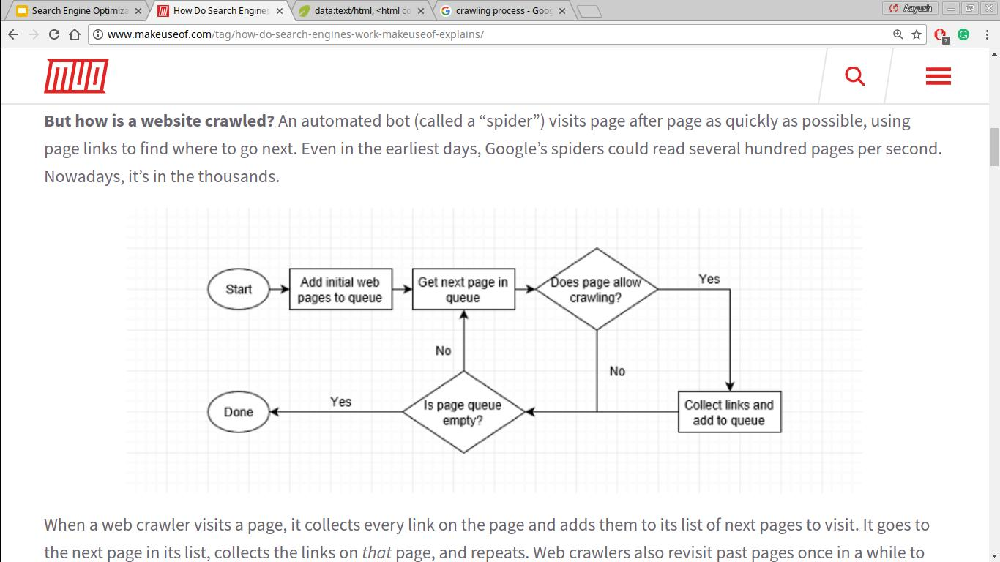 Search Engine Optimiza
How Do Search Engines
data:text/html, <html co
crawling process - Goog
Aayush
www.makeuseof.com/tag/how-do-search-engines-work-makeuseof-explains/
7
MUO
But how is a website crawled? An automated bot (called a “spider”) visits page after page as quickly as possible, using
page links to find where to go next. Even in the earliest days, Google’s spiders could read several hundred pages per second.
Nowadays, it’s in the thousands.
Start
Add initial web
pages to queue
Get next page in
queue
Does page allow
crawling?
Yes
No
No
Done
Yes
Is page queue
empty?
Collect links and
add to queue
When a web crawler visits a page, it collects every link on the page and adds them to its list of next pages to visit. It goes to
the next page in its list, collects the links on that page, and repeats. Web crawlers also revisit past pages once in a while to